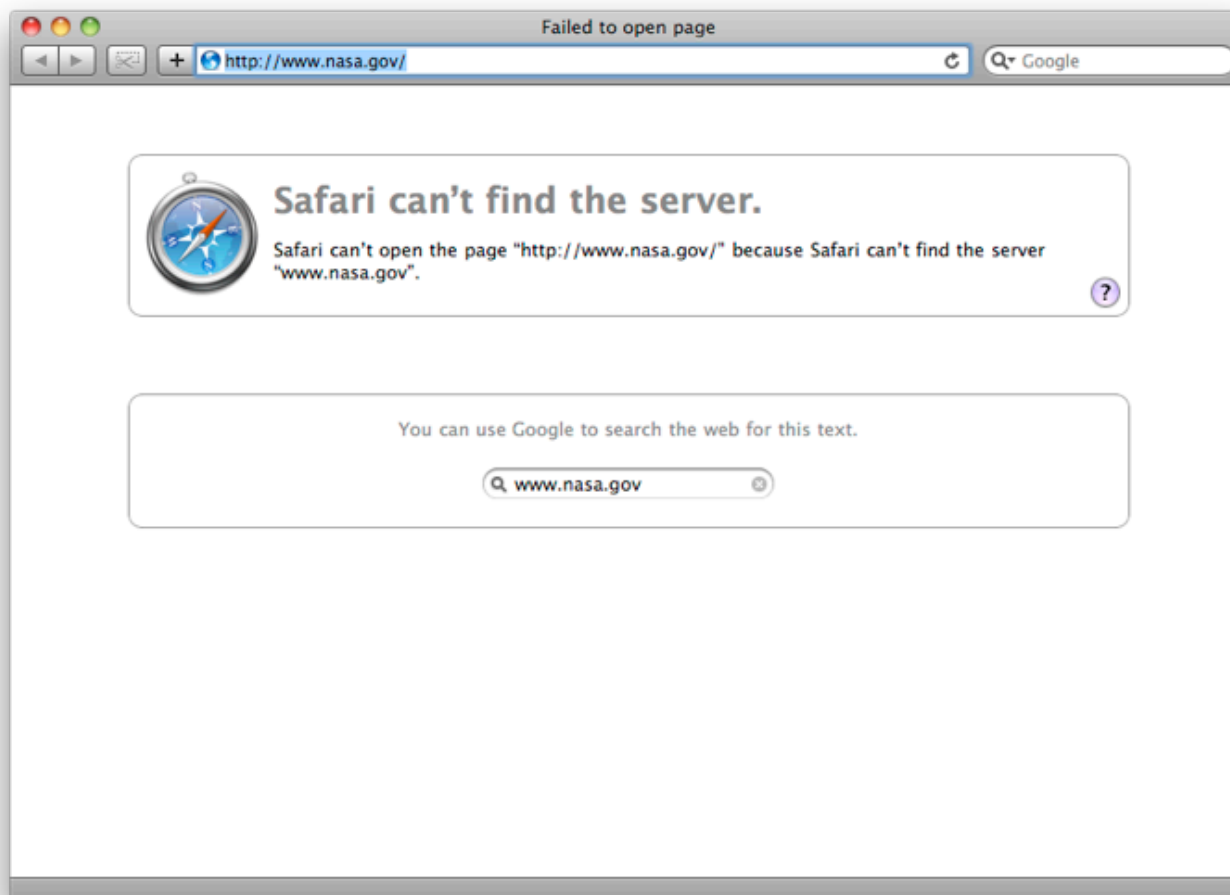 Failed to open page
http://www.nasa.gov/
Google
Safari can’t find the server.
Safari can’t open the page “http://www.nasa.gov/” because Safari can’t find the server
“www.nasa.gov”.
?
You can use Google to search the web for this text.
www.nasa.gov